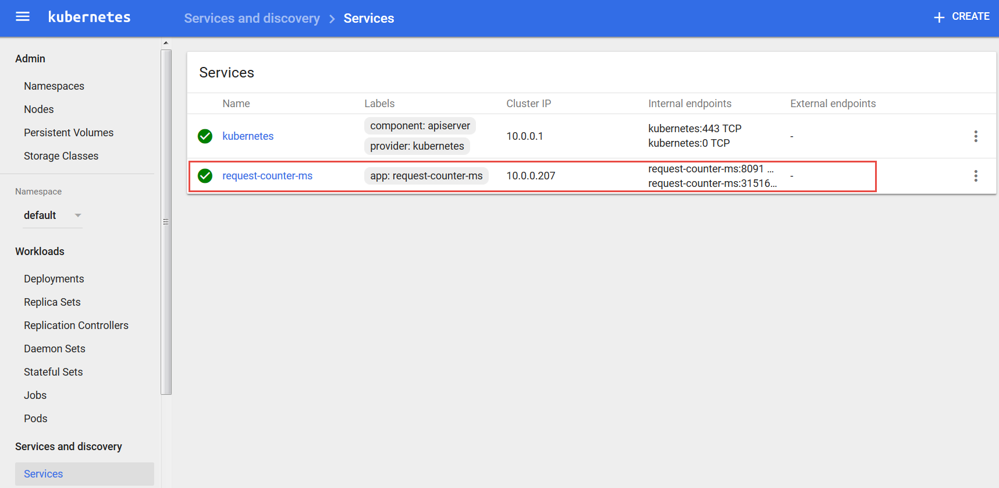 kubernetes
Services and discovery > Services
+ CREATE
Admin
Namespaces
Nodes
Persistent Volumes
Storage Classes
Namespace
default
Workloads
Deployments
Replica Sets
Replication Controllers
Daemon Sets
Stateful Sets
Jobs
Pods
Services and discovery
Services
Services
Name Labels Cluster IP Internal endpoints External endpoints
kubernetes component: apiserver 10.0.0.1 kubernetes:443 TCP -
provider: kubernetes kubernetes:0 TCP
request-counter-ms app: request-counter-ms 10.0.0.207 request-counter-ms:8091 ... -
request-counter-ms:31516...